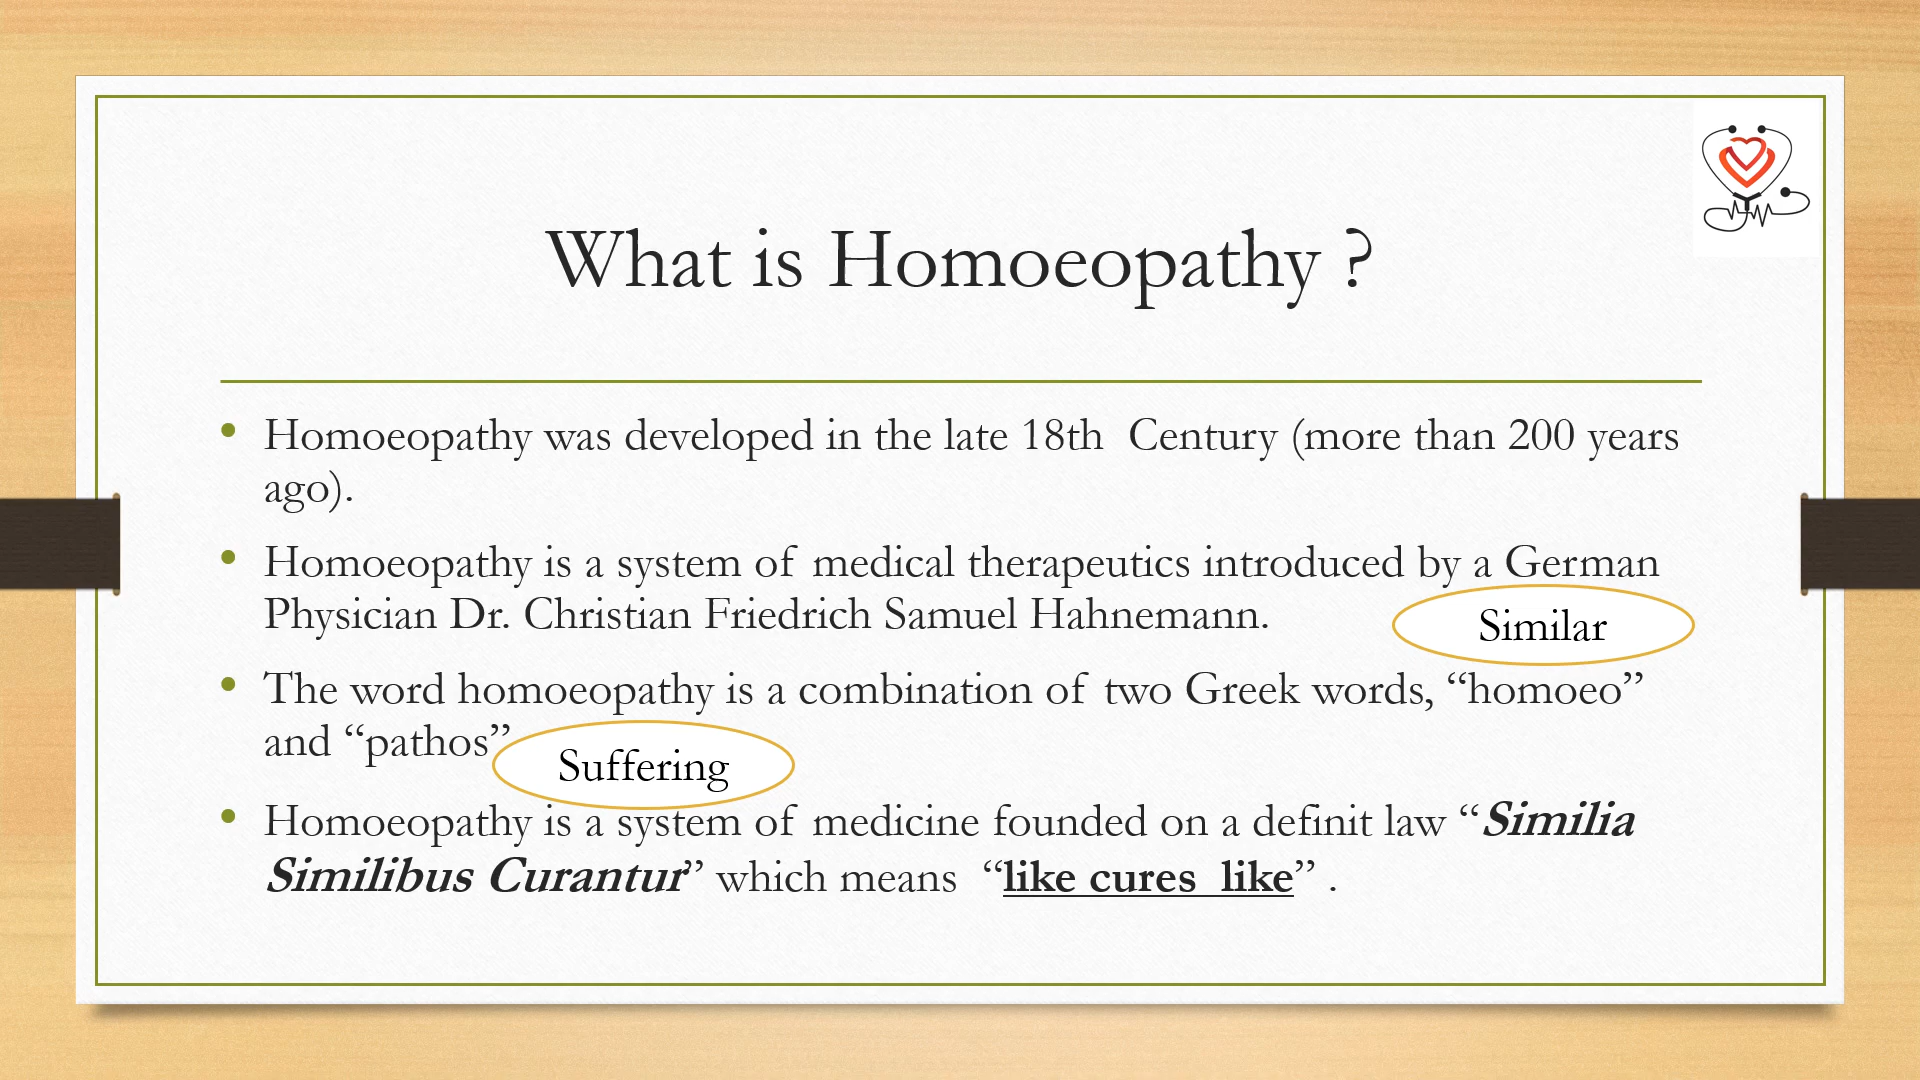 What is Homoeopathy ?
• Homoeopathy was developed in the late 18th  Century (more than 200 years
ago).
• Homoeopathy is a system of medical therapeutics introduced by a German
Physician Dr. Christian Friedrich Samuel Hahnemann.
Similar
• The word homoeopathy is a combination of two Greek words, “homoeo”
and “pathos”
Suffering
• Homoeopathy is a system of medicine founded on a definit law “Similia
Similibus Curantur” which means  “like cures  like” .